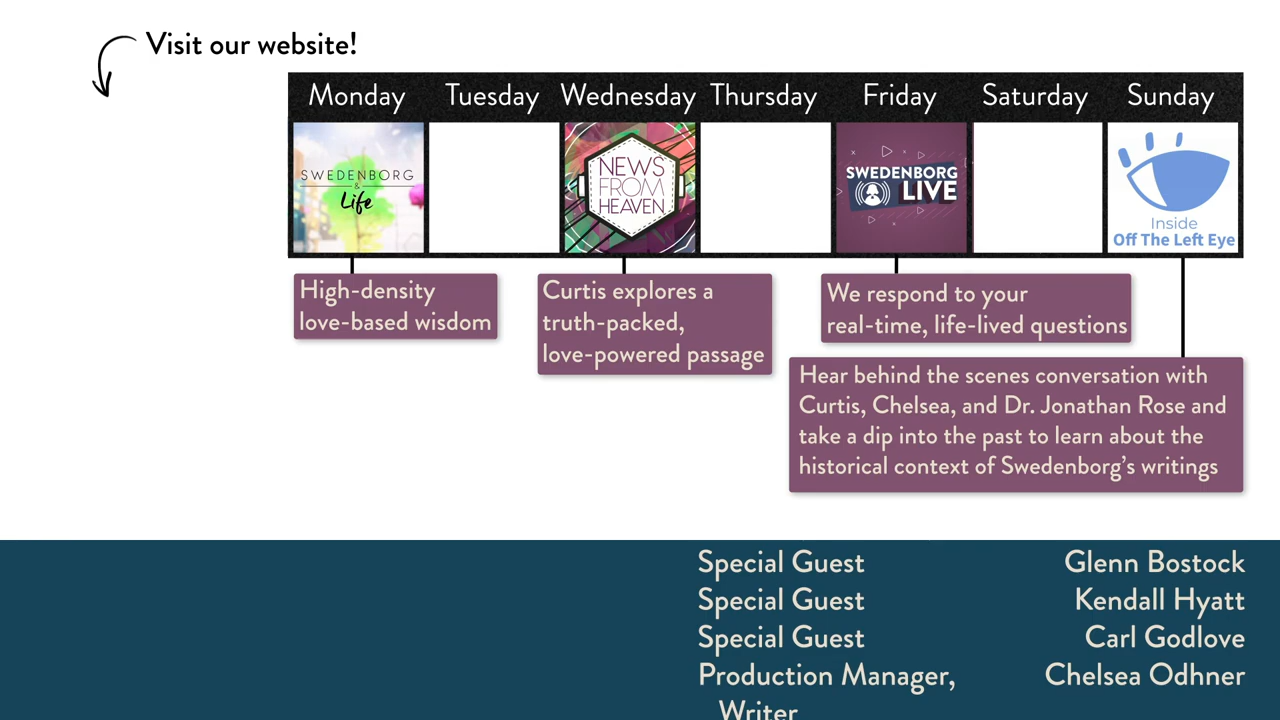 Visit our website!
Monday Tuesday Wednesday Thursday Friday Saturday Sunday
SWEDENBORG
&
Life
NEWS
FROM
HEAVEN
SWEDENBORG
LIVE
Inside
Off The Left Eye
High-density
love-based wisdom
Curtis explores a
truth-packed,
love-powered passage
We respond to your
real-time, life-lived questions
Hear behind the scenes conversation with
Curtis, Chelsea, and Dr. Jonathan Rose and
take a dip into the past to learn about the
historical context of Swedenborg's writings
Special Guest Glenn Bostock
Special Guest Kendall Hyatt
Special Guest Carl Godlove
Production Manager, Chelsea Odhner
Writer